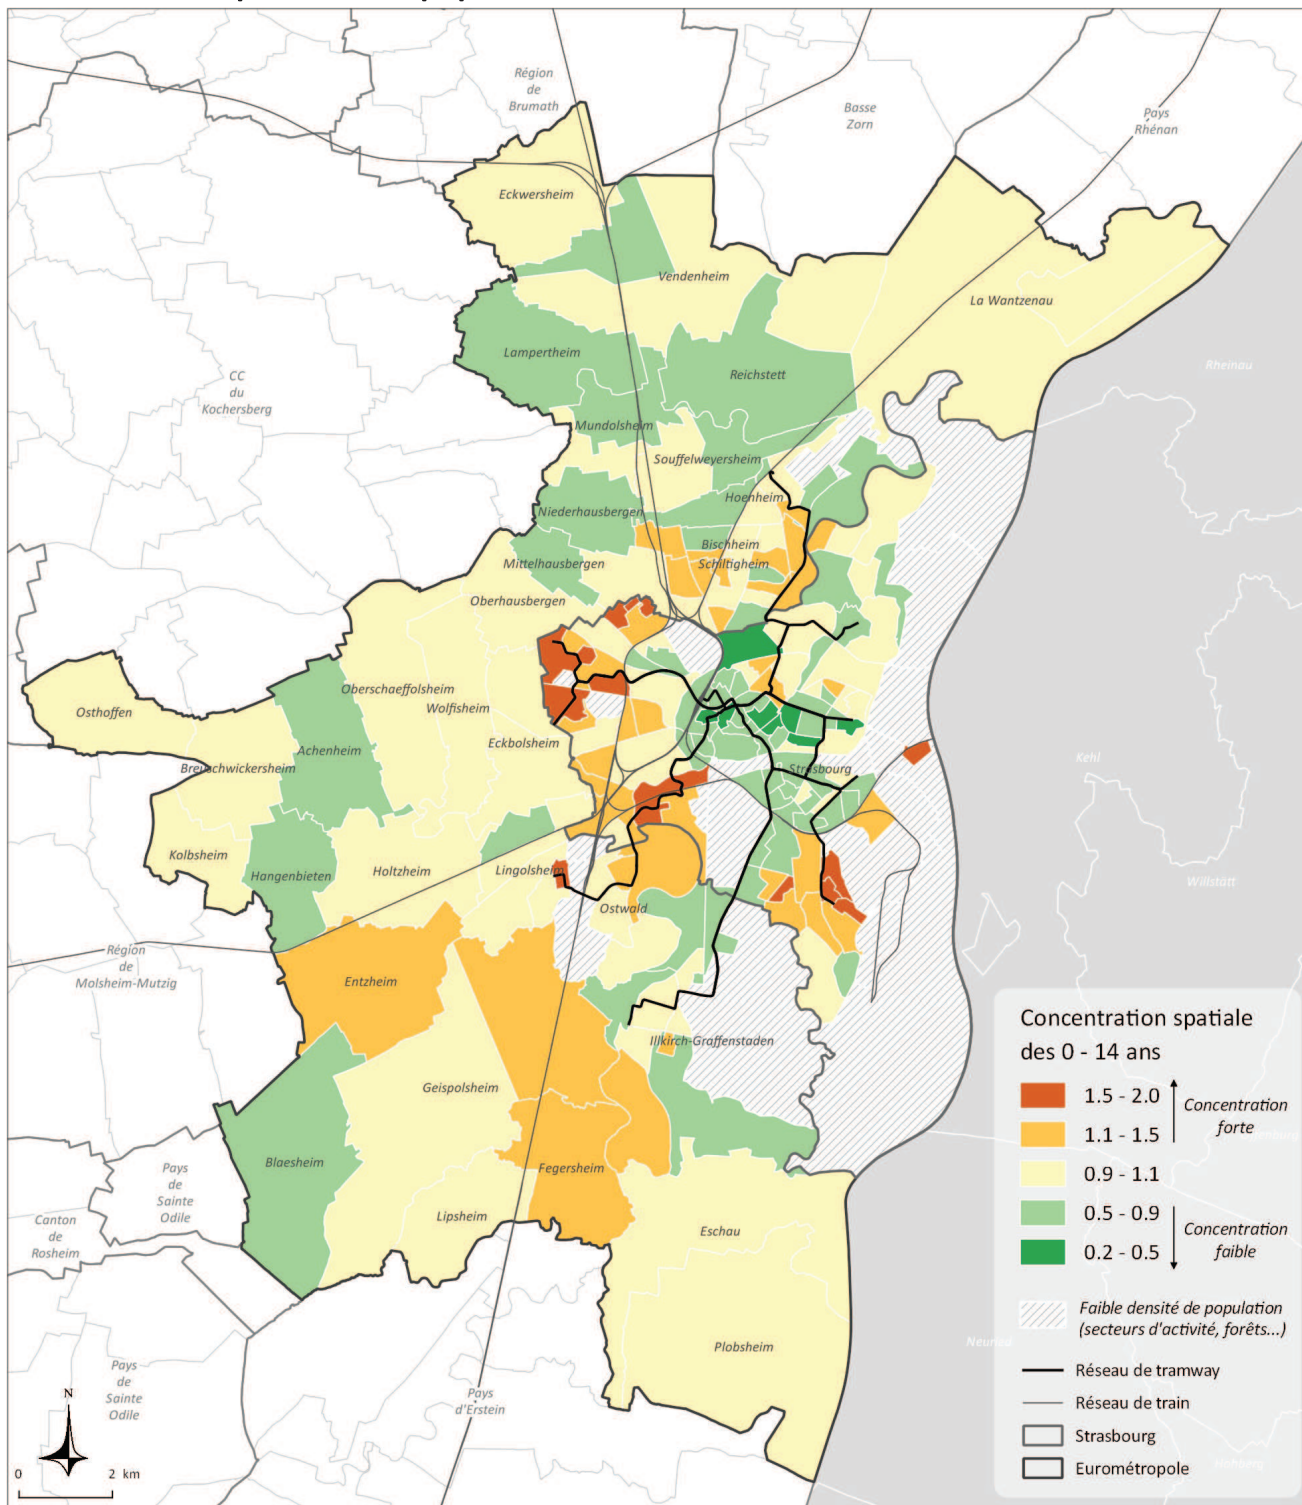 Région
de
Brumath
Basse
Zorn
Pays
Rhénan
Eckwersheim
Vendenheim
La Wantzenau
Lampertheim
Reichstett
Rheinau
CC
du
Kochersberg
Mundolsheim
Souffelweyersheim
Hoenheim
Niederhausbergen
Bischheim
Mittelhausbergen
Schiltigheim
Oberhausbergen
Oberschaeffolsheim
Wolfisheim
Osthoffen
Eckbolsheim
Achenheim
Breuschwickersheim
Strasbourg
Kehl
Kolbsheim
Hangenbieten
Holtzheim
Lingolsheim
Willstätt
Ostwald
Région
de
Molsheim-Mutzig
Entzheim
Illkirch-Graffenstaden
Geispolsheim
Blaesheim
Fegersheim
Pays
de
Sainte
Odile
Canton
de
Rosheim
Lipsheim
Eschau
Plobsheim
Pays
de
Sainte
Odile
Pays
d'Erstein
N
0 2 km
Concentration spatiale
des 0 - 14 ans
1.5 - 2.0
1.1 - 1.5
Concentration
forte
0.9 - 1.1
0.5 - 0.9
0.2 - 0.5
Concentration
faible
Faible densité de population
(secteurs d'activité, forêts...)
Réseau de tramway
Réseau de train
Strasbourg
Eurométropole